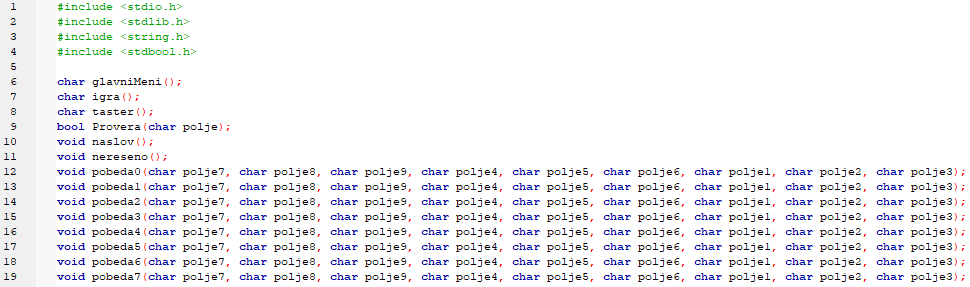 1 #include <stdio.h>
2 #include <stdlib.h>
3 #include <string.h>
4 #include <stdbool.h>
5
6 char glavniMeni();
7 char igra();
8 char taster();
9 bool Provera(char polje);
10 void naslov();
11 void nereseno();
12 void pobeda0(char polje7, char polje8, char polje9, char polje4, char polje5, char polje6, char polje1, char polje2, char polje3);
13 void pobeda1(char polje7, char polje8, char polje9, char polje4, char polje5, char polje6, char polje1, char polje2, char polje3);
14 void pobeda2(char polje7, char polje8, char polje9, char polje4, char polje5, char polje6, char polje1, char polje2, char polje3);
15 void pobeda3(char polje7, char polje8, char polje9, char polje4, char polje5, char polje6, char polje1, char polje2, char polje3);
16 void pobeda4(char polje7, char polje8, char polje9, char polje4, char polje5, char polje6, char polje1, char polje2, char polje3);
17 void pobeda5(char polje7, char polje8, char polje9, char polje4, char polje5, char polje6, char polje1, char polje2, char polje3);
18 void pobeda6(char polje7, char polje8, char polje9, char polje4, char polje5, char polje6, char polje1, char polje2, char polje3);
19 void pobeda7(char polje7, char polje8, char polje9, char polje4, char polje5, char polje6, char polje1, char polje2, char polje3);